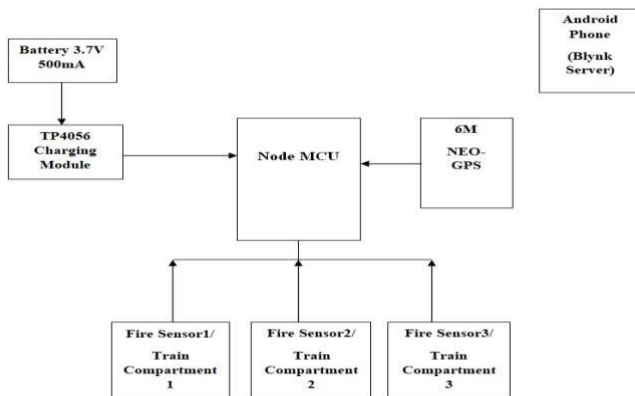 Android
Phone
(Blynk
Server)
Battery 3.7V
500mA
TP4056
Charging
Module
Node MCU
6M
NEO-
GPS
Fire Sensor1/
Train
Compartment
1
Fire Sensor2/
Train
Compartment
2
Fire Sensor3/
Train
Compartment
3